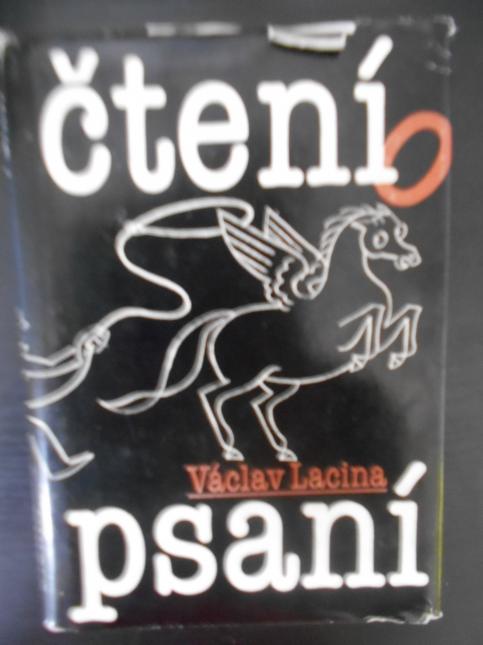 čtení o
Václav Lacina
psaní